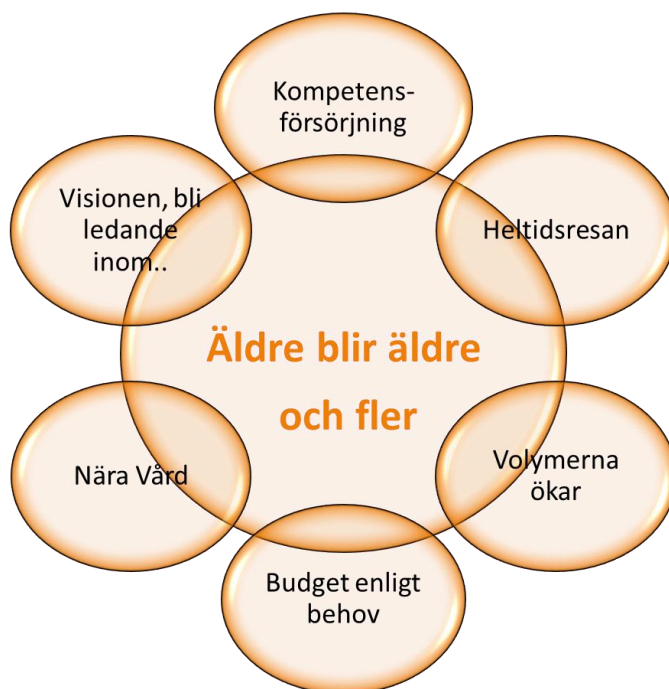 Kompetens-
försörjning
Visionen, bli
ledande
inom..
Heltidsresan
Äldre blir äldre
och fler
Nära Vård
Volymerna
ökar
Budget enligt
behov